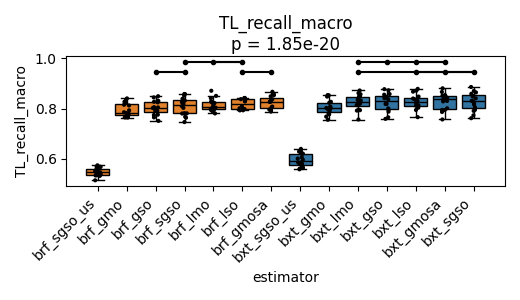 TL_recall_macro
p = 1.85e-20
TL_recall_macro
1.0
0.8
0.6
brf_sgso_us
brf_gmo
brf_gso
brf_sgso
brf_lmo
brf_lso
brf_gmosa
bxt_sgso_us
bxt_gmo
bxt_lmo
bxt_gso
bxt_lso
bxt_gmosa
bxt_sgso
estimator